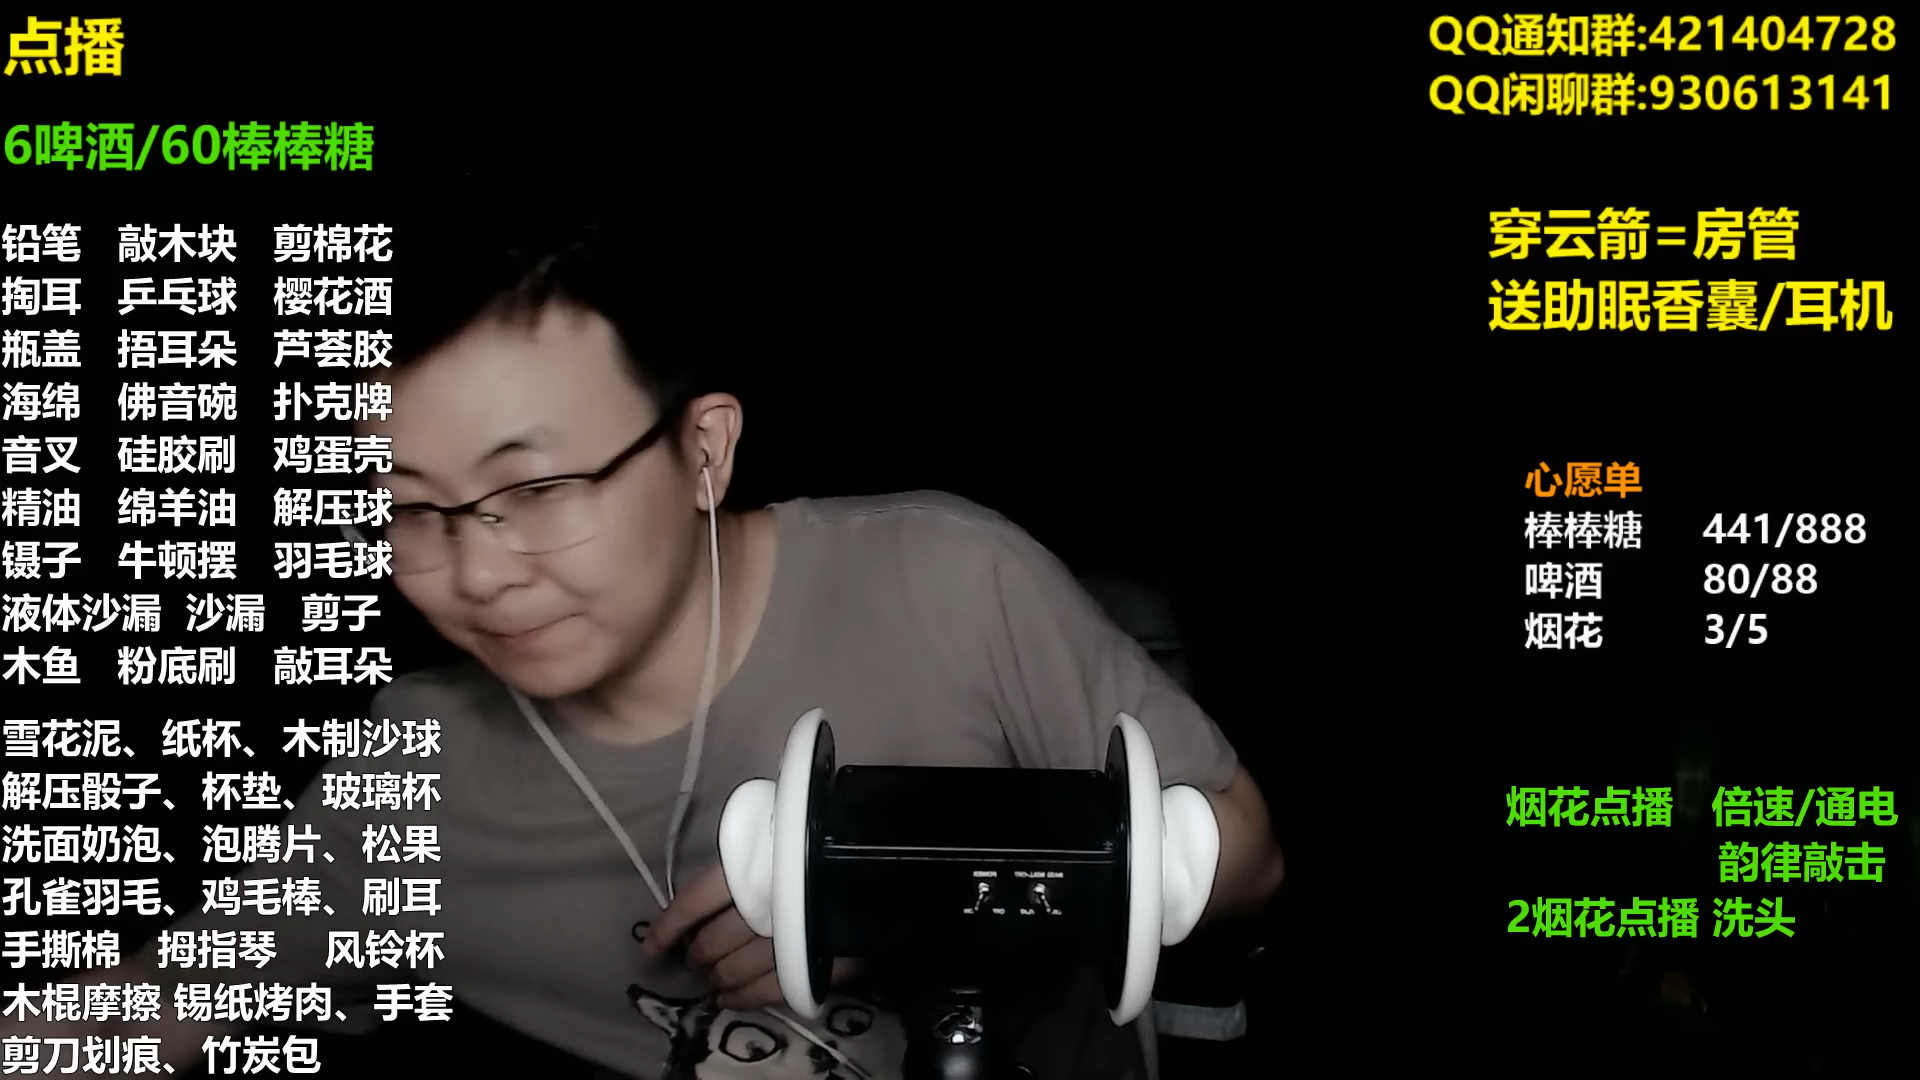 点播
6啤酒/60棒棒糖
铅笔 敲木块 剪棉花
掏耳 乒乓球 樱花酒
瓶盖 捂耳朵 芦荟胶
海绵 佛音碗 扑克牌
音叉 硅胶刷 鸡蛋壳
精油 绵羊油 解压球
镊子 牛顿摆 羽毛球
液体沙漏 沙漏 剪子
木鱼 粉底刷 敲耳朵
雪花泥、纸杯、木制沙球
解压骰子、杯垫、玻璃杯
洗面奶泡、泡腾片、松果
孔雀羽毛、鸡毛棒、刷耳
手撕棉 拇指琴 风铃杯
木棍摩擦 锡纸烤肉、手套
剪刀划痕、竹炭包
QQ通知群:421404728
QQ闲聊群:930613141
穿云箭=房管
送助眠香囊/耳机
心愿单
棒棒糖 441/888
啤酒 80/88
烟花 3/5
烟花点播 倍速/通电
韵律敲击
2烟花点播 洗头